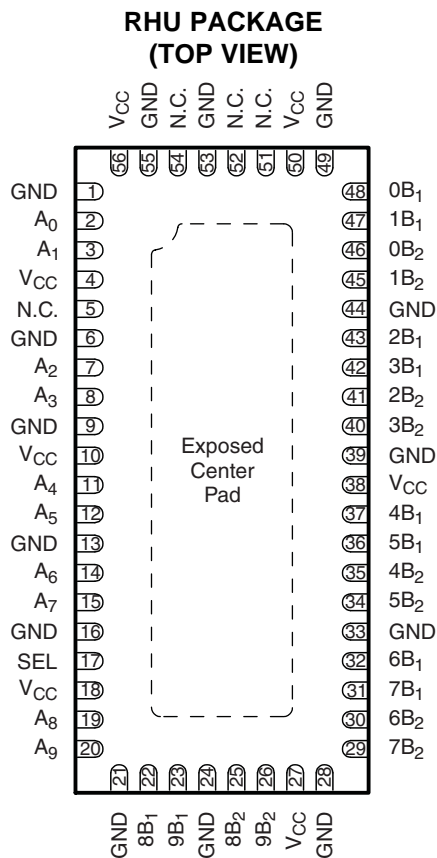 RHU PACKAGE
(TOP VIEW)
VCC GND N.C. GND N.C. N.C. VCC GND
56 55 54 53 52 51 50 49
GND 1 48 0B1
A0 2 47 1B1
A1 3 46 0B2
VCC 4 45 1B2
N.C. 5 44 GND
GND 6 43 2B1
A2 7 42 3B1
A3 8 41 2B2
GND 9 40 3B2
VCC 10 39 GND
A4 11 38 VCC
A5 12 37 4B1
GND 13 36 5B1
A6 14 35 4B2
A7 15 34 5B2
GND 16 33 GND
SEL 17 32 6B1
VCC 18 31 7B1
A8 19 30 6B2
A9 20 29 7B2
Exposed
Center
Pad
21 22 23 24 25 26 27 28
GND 8B1 9B1 GND 8B2 9B2 VCC GND